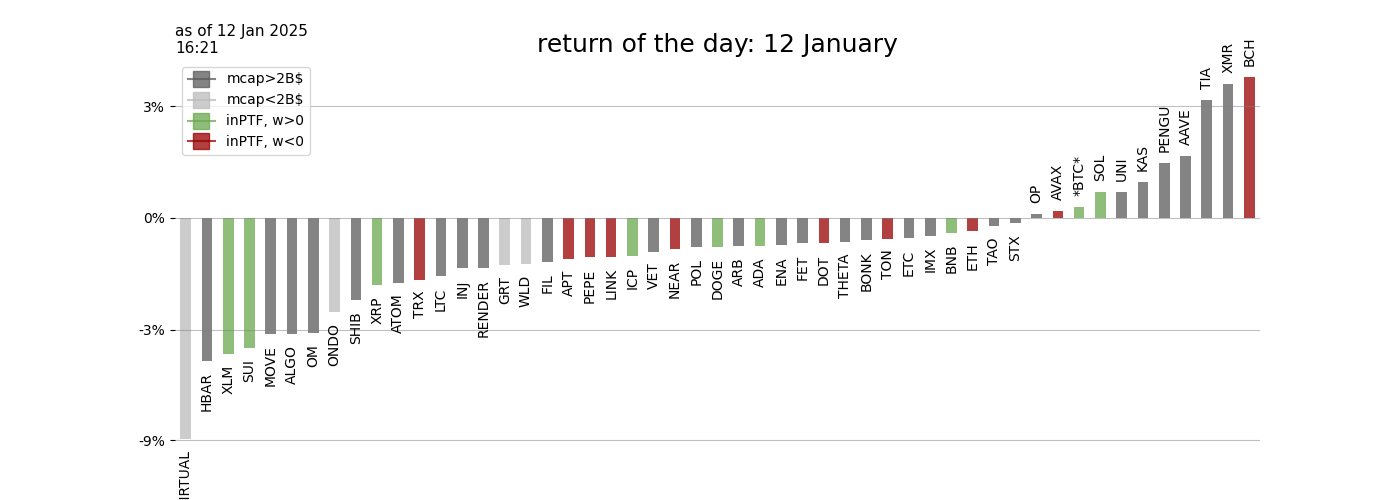 as of 12 Jan 2025
16:21
return of the day: 12 January
mcap>2B$
mcap<2B$
inPTF, w>0
inPTF, w<0
3%
0%
-3%
-9%
IRTUAL
HBAR
XLM
SUI
MOVE
ALGO
OM
ONDO
SHIB
XRP
ATOM
TRX
LTC
INJ
RENDER
GRT
WLD
FIL
APT
PEPE
LINK
ICP
VET
NEAR
POL
DOGE
ARB
ADA
ENA
FET
DOT
THETA
BONK
TON
ETC
IMX
BNB
ETH
TAO
STX
OP
AVAX
*BTC*
SOL
UNI
KAS
PENGU
AAVE
TIA
XMR
BCH